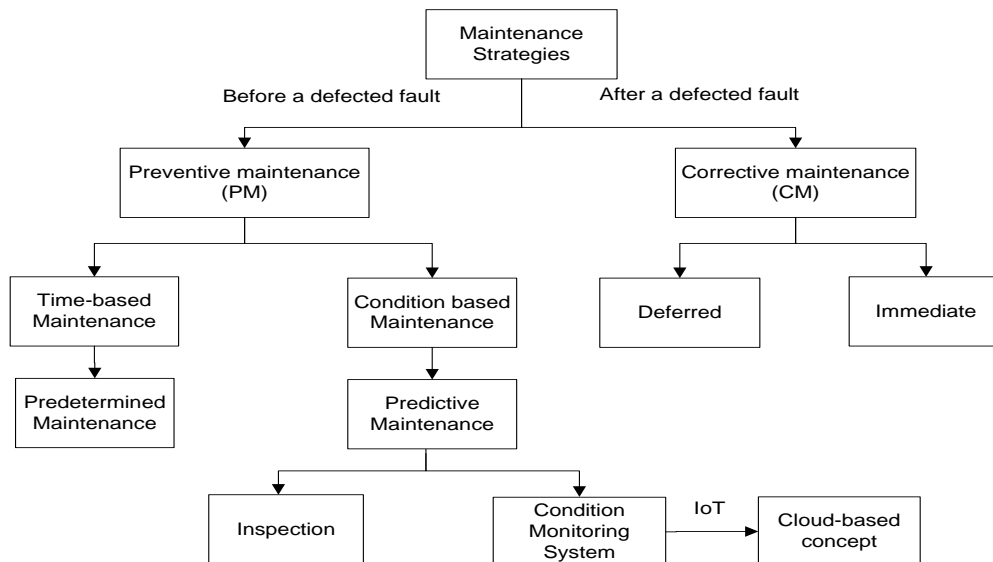 Maintenance
Strategies
Before a defected fault
After a defected fault
Preventive maintenance
(PM)
Corrective maintenance
(CM)
Time-based
Maintenance
Condition based
Maintenance
Deferred
Immediate
Predetermined
Maintenance
Predictive
Maintenance
Inspection
Condition
Monitoring
System
IoT
Cloud-based
concept